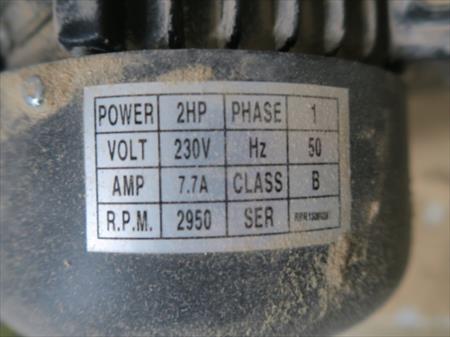 POWER 2HP PHASE 1
VOLT 230V Hz 50
AMP 7.7A CLASS B
R.P.M. 2950 SER